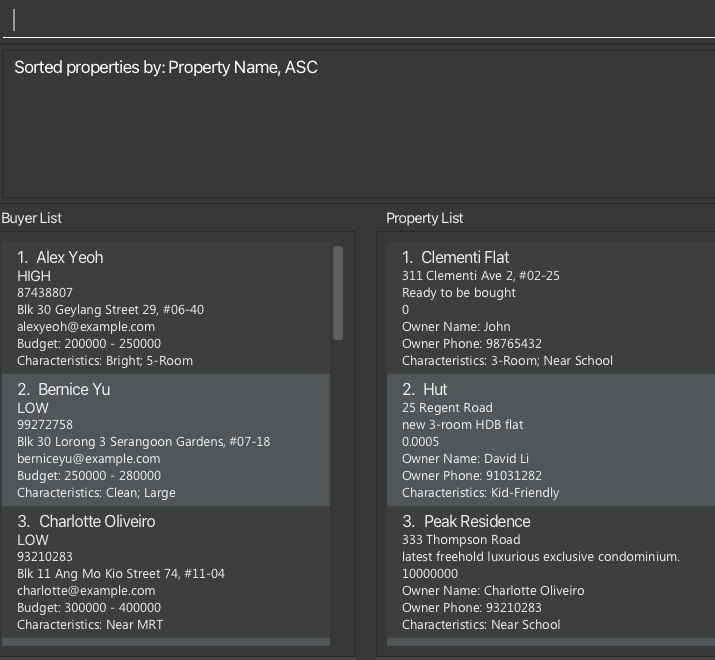 Sorted properties by: Property Name, ASC
Buyer List
1. Alex Yeoh
HIGH
87438807
Blk 30 Geylang Street 29, #06-40
alexyeoh@example.com
Budget: 200000 - 250000
Characteristics: Bright; 5-Room
2. Bernice Yu
LOW
99272758
Blk 30 Lorong 3 Serangoon Gardens, #07-18
berniceyu@example.com
Budget: 250000 - 280000
Characteristics: Clean; Large
3. Charlotte Oliveiro
LOW
93210283
Blk 11 Ang Mo Kio Street 74, #11-04
charlotte@example.com
Budget: 300000 - 400000
Characteristics: Near MRT
Property List
1. Clementi Flat
311 Clementi Ave 2, #02-25
Ready to be bought
0
Owner Name: John
Owner Phone: 98765432
Characteristics: 3-Room; Near School
2. Hut
25 Regent Road
new 3-room HDB flat
0.0005
Owner Name: David Li
Owner Phone: 91031282
Characteristics: Kid-Friendly
3. Peak Residence
333 Thompson Road
latest freehold luxurious exclusive condominium.
10000000
Owner Name: Charlotte Oliveiro
Owner Phone: 93210283
Characteristics: Near School